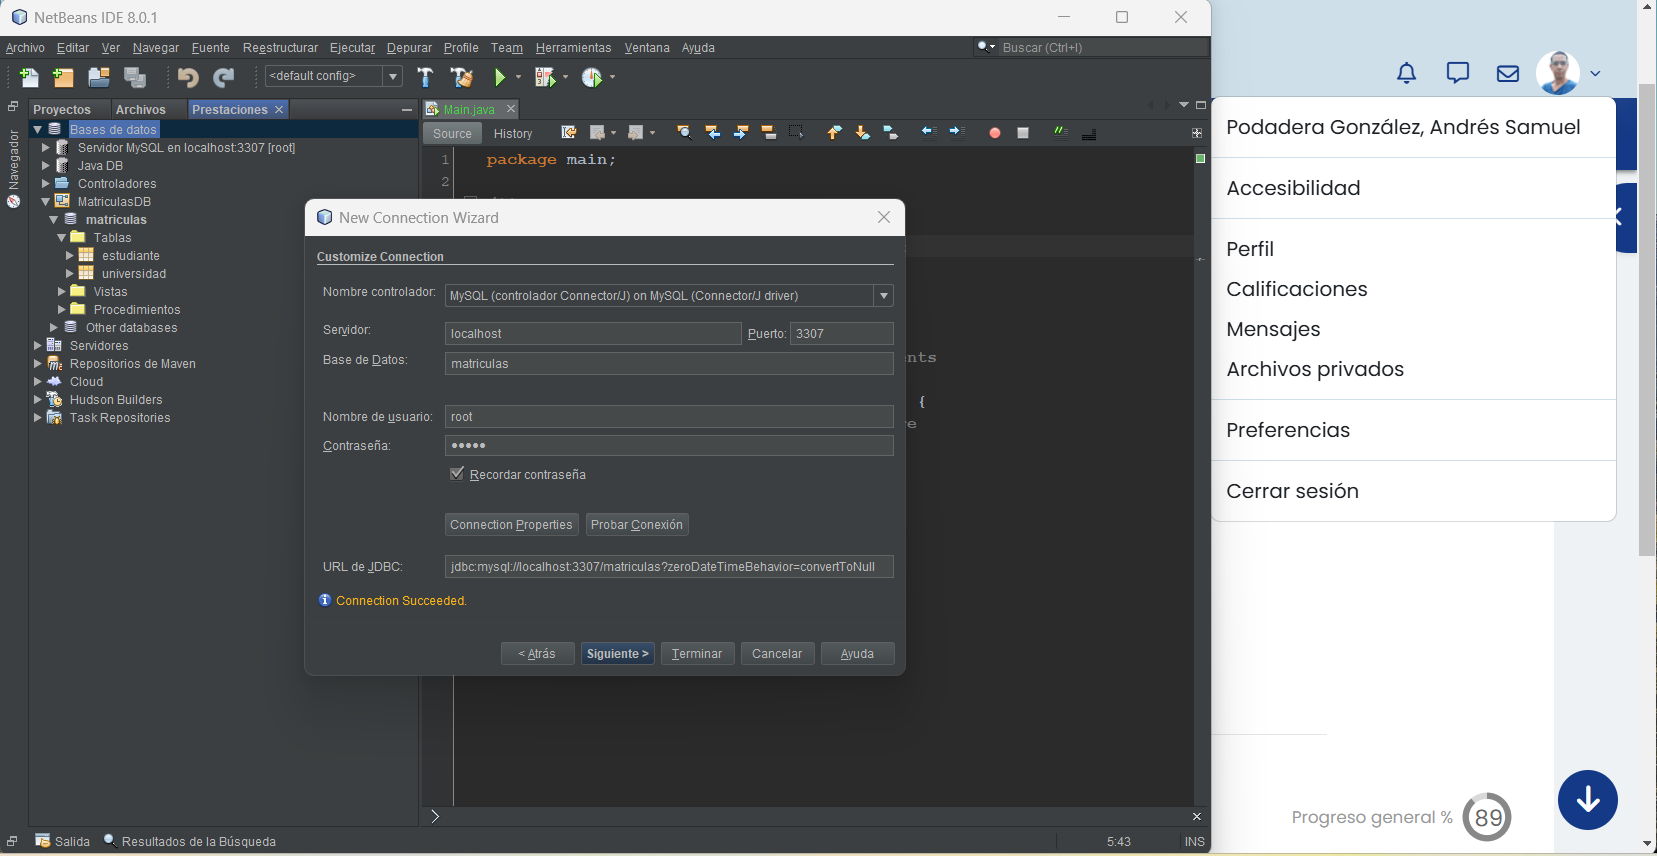 NetBeans IDE 8.0.1
Archivo Editar Ver Navegar Fuente Reestructurar Ejecutar Depurar Profile Team Herramientas Ventana Ayuda
Buscar (Ctrl+I)
<default config>
Proyectos Archivos Prestaciones
Main.java
Navegador
Source History
Bases de datos
Servidor MySQL en localhost:3307 [root]
Java DB
Controladores
MatriculasDB
matriculas
Tablas
estudiante
universidad
Vistas
Procedimientos
Other databases
Servidores
Repositorios de Maven
Cloud
Hudson Builders
Task Repositories
1 package main;
2
nts
{
re
New Connection Wizard
Customize Connection
Nombre controlador: MySQL (controlador Connector/J) on MySQL (Connector/J driver)
Servidor: localhost Puerto: 3307
Base de Datos: matriculas
Nombre de usuario: root
Contraseña: •••••
Recordar contraseña
Connection Properties Probar Conexión
URL de JDBC: jdbc:mysql://localhost:3307/matriculas?zeroDateTimeBehavior=convertToNull
Connection Succeeded.
< Atrás Siguiente > Terminar Cancelar Ayuda
Salida Resultados de la Búsqueda
5:43 INS
Podadera González, Andrés Samuel
Accesibilidad
Perfil
Calificaciones
Mensajes
Archivos privados
Preferencias
Cerrar sesión
Progreso general % 89